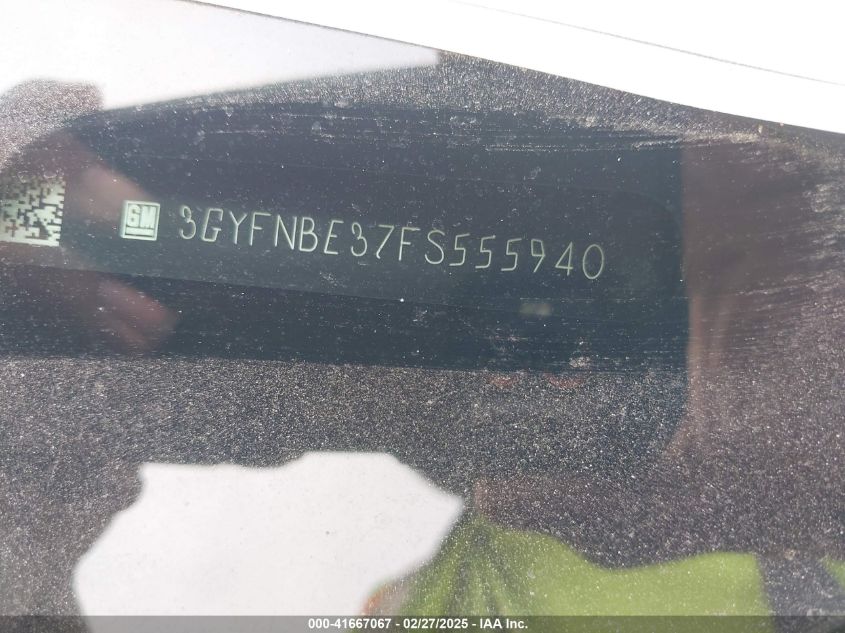 GM 3GYFNBE37FS555940
000-41667067 - 02/27/2025 - IAA Inc.